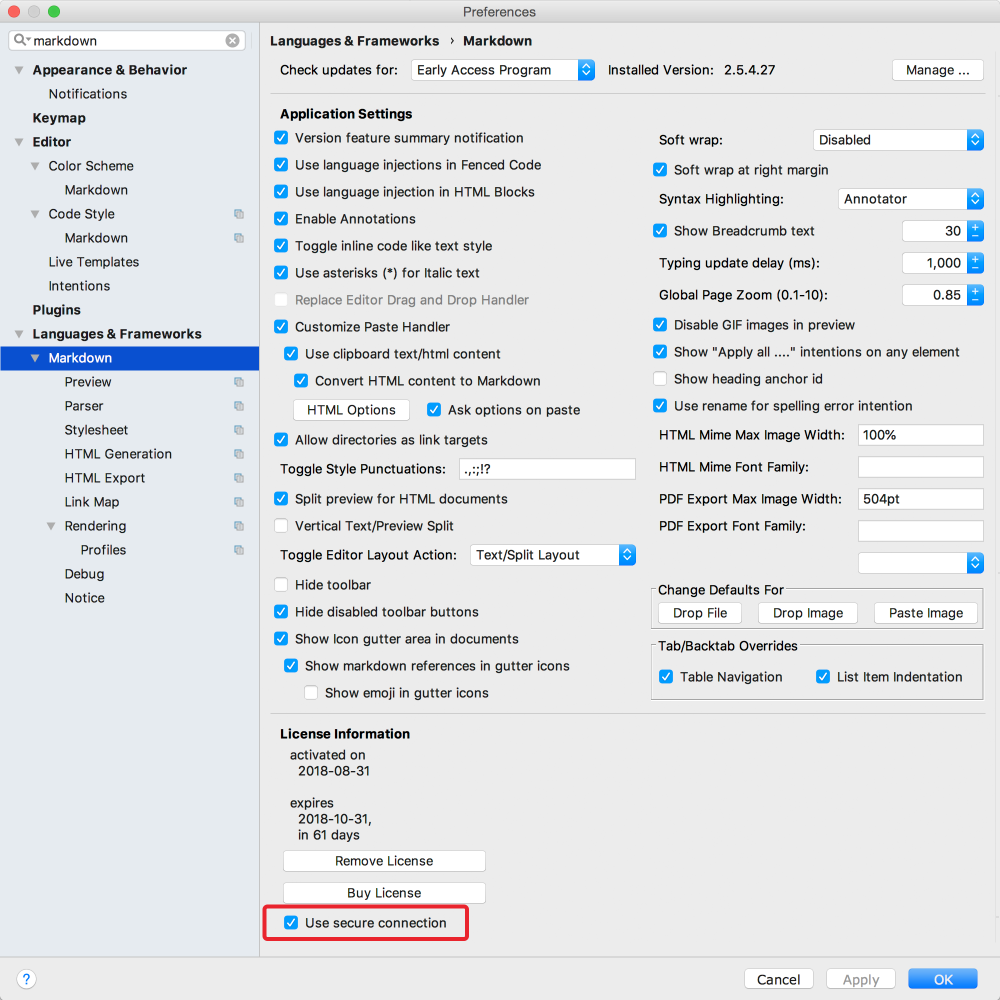 Preferences
markdown
Appearance & Behavior
Notifications
Keymap
Editor
Color Scheme
Markdown
Code Style
Markdown
Live Templates
Intentions
Plugins
Languages & Frameworks
Markdown
Preview
Parser
Stylesheet
HTML Generation
HTML Export
Link Map
Rendering
Profiles
Debug
Notice
Languages & Frameworks › Markdown
Check updates for: Early Access Program Installed Version: 2.5.4.27 Manage ...
Application Settings
Version feature summary notification
Use language injections in Fenced Code
Use language injection in HTML Blocks
Enable Annotations
Toggle inline code like text style
Use asterisks (*) for Italic text
Replace Editor Drag and Drop Handler
Customize Paste Handler
Use clipboard text/html content
Convert HTML content to Markdown
HTML Options Ask options on paste
Allow directories as link targets
Toggle Style Punctuations: .,:;!?
Split preview for HTML documents
Vertical Text/Preview Split
Toggle Editor Layout Action: Text/Split Layout
Hide toolbar
Hide disabled toolbar buttons
Show Icon gutter area in documents
Show markdown references in gutter icons
Show emoji in gutter icons
Soft wrap: Disabled
Soft wrap at right margin
Syntax Highlighting: Annotator
Show Breadcrumb text 30
Typing update delay (ms): 1,000
Global Page Zoom (0.1-10): 0.85
Disable GIF images in preview
Show "Apply all ...." intentions on any element
Show heading anchor id
Use rename for spelling error intention
HTML Mime Max Image Width: 100%
HTML Mime Font Family:
PDF Export Max Image Width: 504pt
PDF Export Font Family:
Change Defaults For
Drop File Drop Image Paste Image
Tab/Backtab Overrides
Table Navigation List Item Indentation
License Information
activated on
2018-08-31
expires
2018-10-31,
in 61 days
Remove License
Buy License
Use secure connection
? Cancel Apply OK